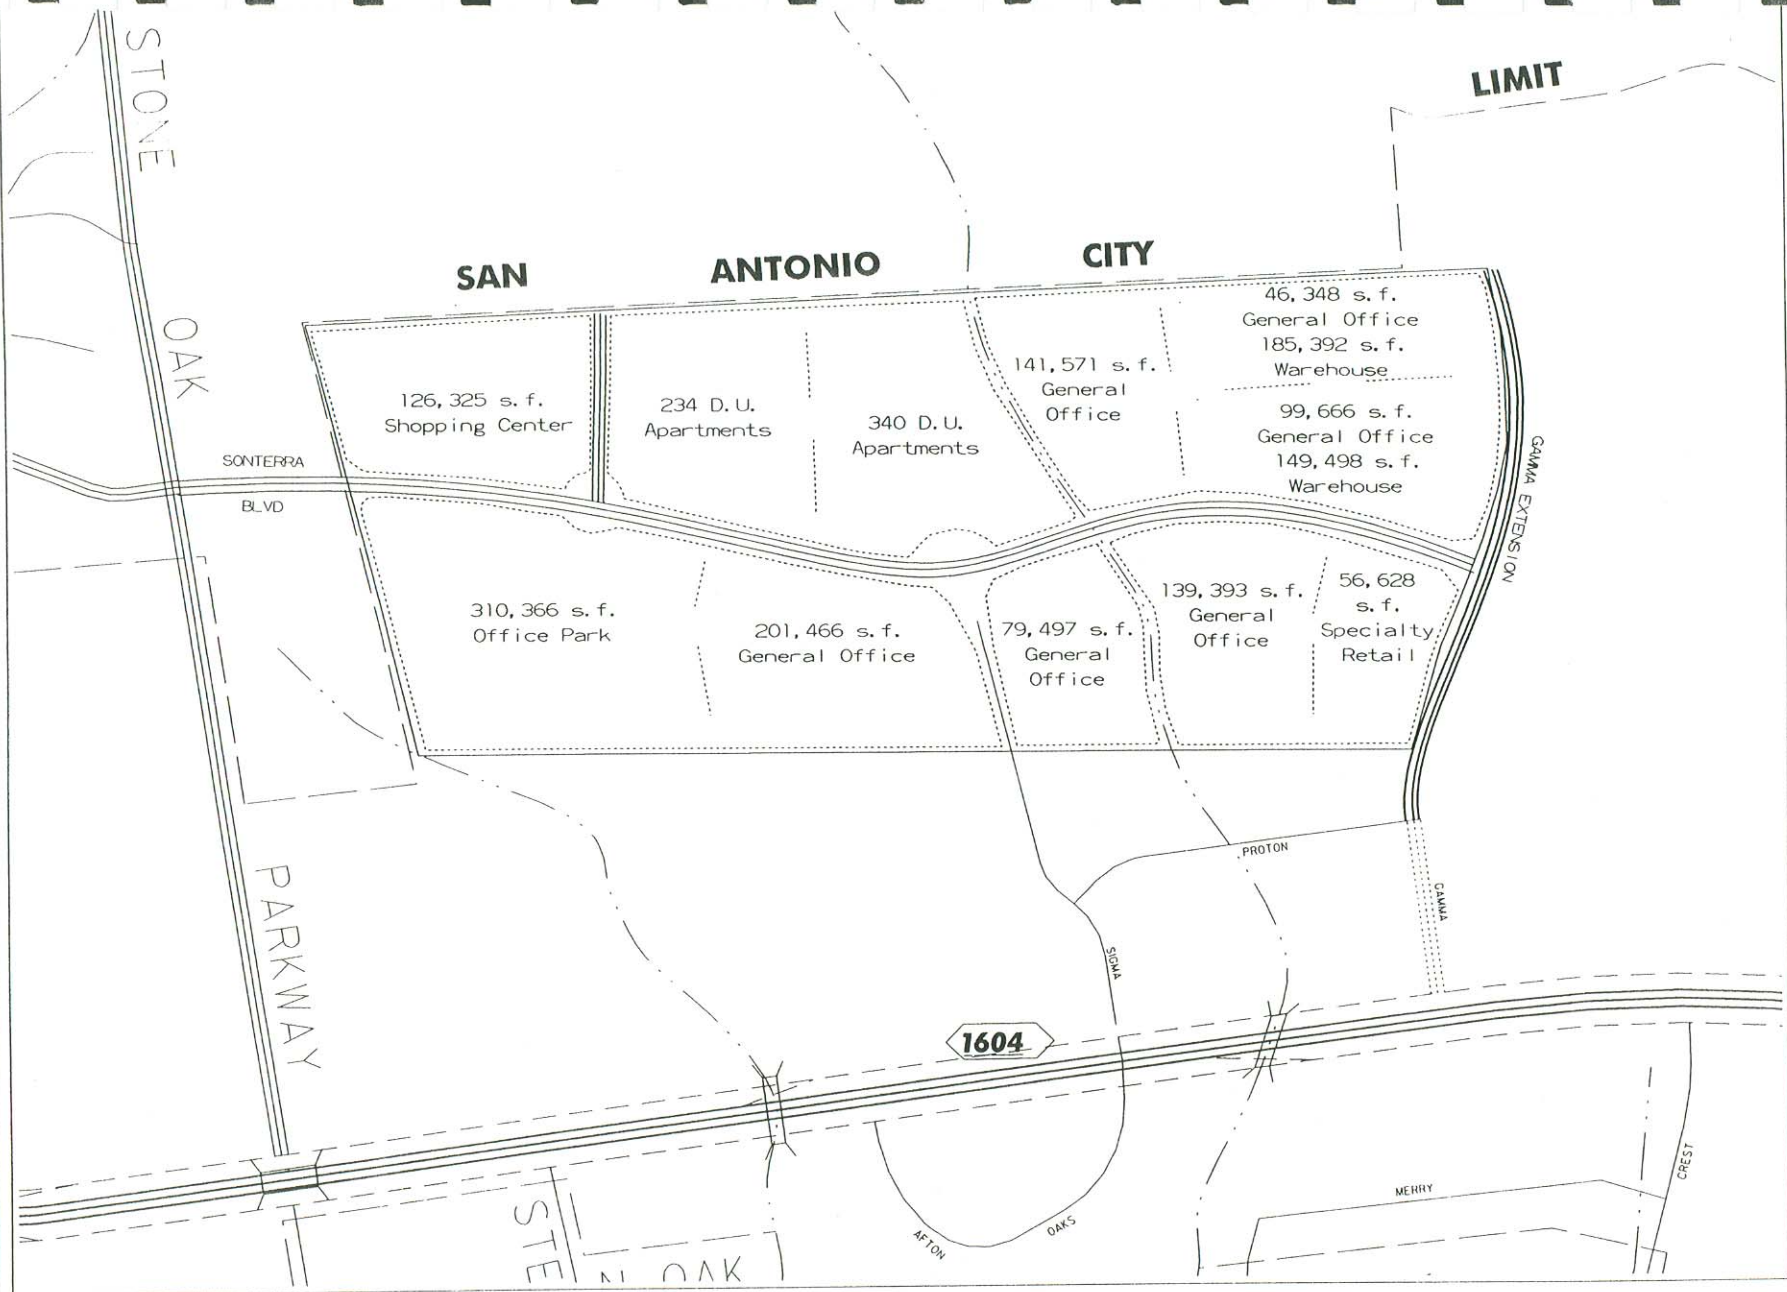 STONE
OAK
PARKWAY
LIMIT
SAN ANTONIO CITY
46,348 s.f.
General Office
185,392 s.f.
Warehouse
141,571 s.f.
General
Office
126,325 s.f.
Shopping Center
234 D.U.
Apartments
340 D.U.
Apartments
99,666 s.f.
General Office
149,498 s.f.
Warehouse
GAMMA EXTENSION
SONTERRA
BLVD
310,366 s.f.
Office Park
201,466 s.f.
General Office
79,497 s.f.
General
Office
139,393 s.f.
General
Office
56,628
s.f.
Specialty
Retail
PROTON
GAMMA
SIGMA
1604
CREST
MERRY
AFTON
OAKS
STE
N OAK